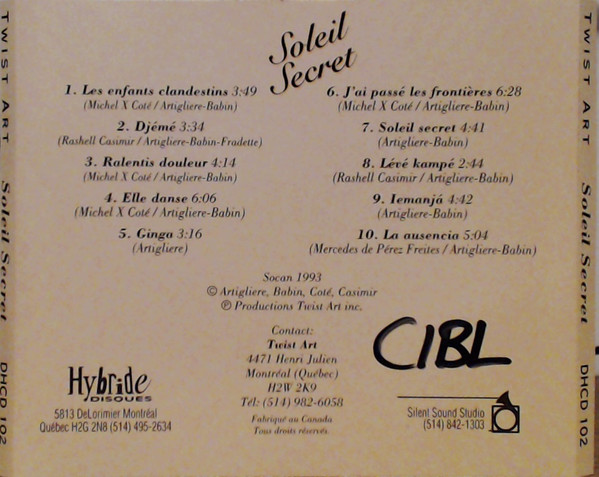 TWIST ART Soleil Secret DHCD 102
Soleil
Secret
1. Les enfants clandestins 3:49
(Michel X Coté / Artigliere-Babin)
2. Djémé 3:34
(Rashell Casimir / Artigliere-Babin-Fradette)
3. Ralentis douleur 4:14
(Michel X Coté / Artigliere-Babin)
4. Elle danse 6:06
(Michel X Coté / Artigliere-Babin)
5. Ginga 3:16
(Artigliere)
6. J'ai passé les frontières 6:28
(Michel X Coté / Artigliere-Babin)
7. Soleil secret 4:41
(Artigliere-Babin)
8. Lévé kampé 2:44
(Rashell Casimir / Artigliere-Babin)
9. Iemanjá 4:42
(Artigliere-Babin)
10. La ausencia 5:04
(Mercedes de Pérez Freites / Artigliere-Babin)
Socan 1993
© Artigliere, Babin, Coté, Casimir
℗ Productions Twist Art inc.
Contact:
Twist Art
4471 Henri Julien
Montréal (Québec)
H2W 2K9
Tél: (514) 982-6058
Fabriqué au Canada
Tous droits réservés.
Hybride
DISQUES
5813 DeLorimier Montréal
Québec H2G 2N8 (514) 495-2634
CIBL
Silent Sound Studio
(514) 842-1303
TWIST ART Soleil Secret DHCD 102